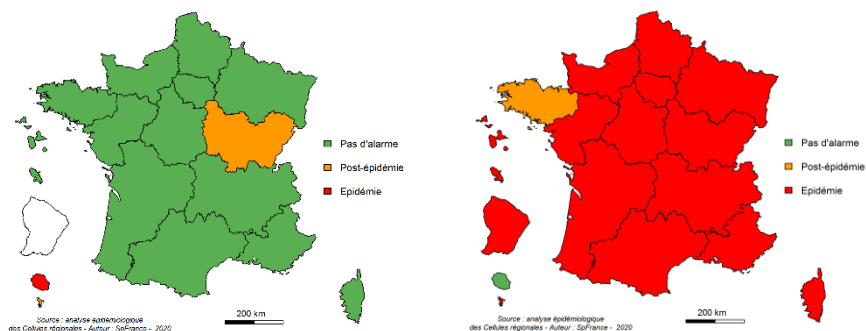 Pas d'alarme
Post-épidémie
Epidémie
200 km
Source : analyse épidémiologique
des Cellules régionales - Auteur : SpFrance - 2020
Pas d'alarme
Post-épidémie
Epidémie
200 km
Source : analyse épidémiologique
des Cellules régionales - Auteur : SpFrance - 2020